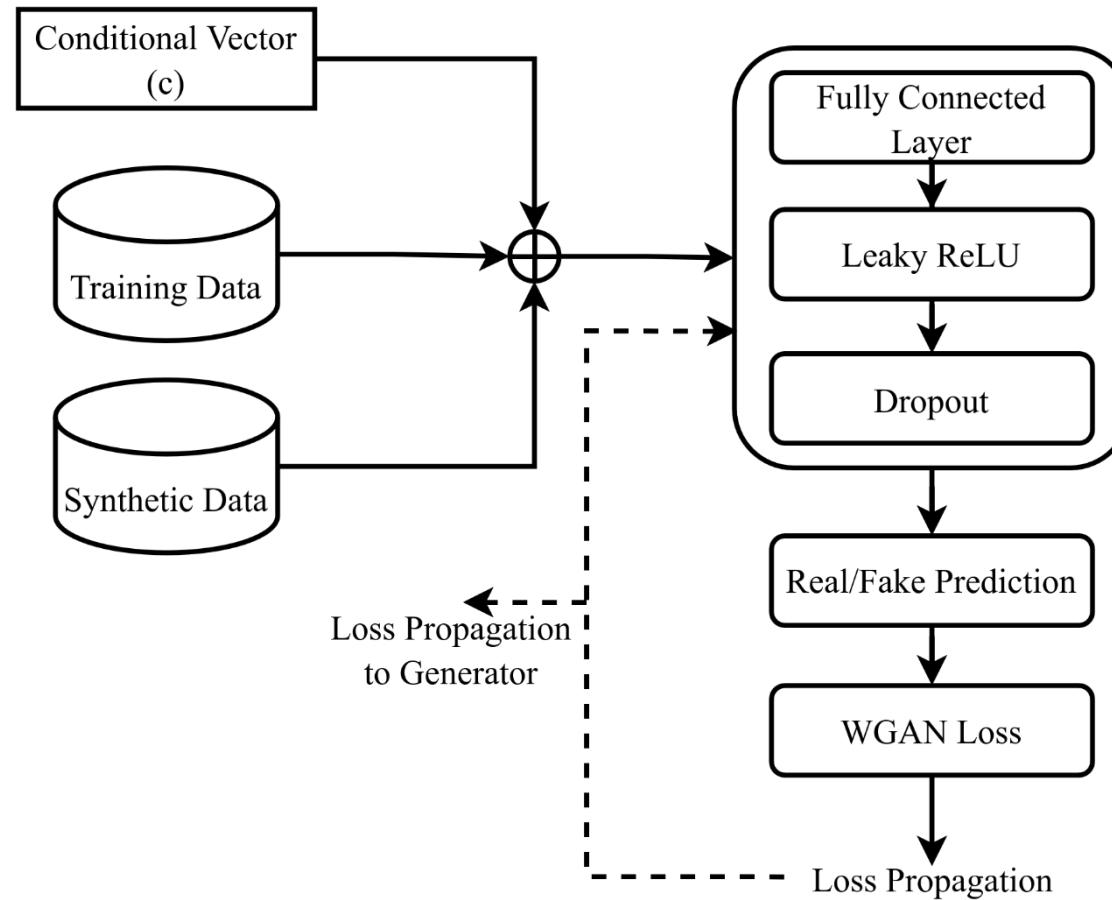 Conditional Vector
(c)
Training Data
Synthetic Data
Fully Connected
Layer
Leaky ReLU
Dropout
Real/Fake Prediction
WGAN Loss
Loss Propagation
Loss Propagation
to Generator